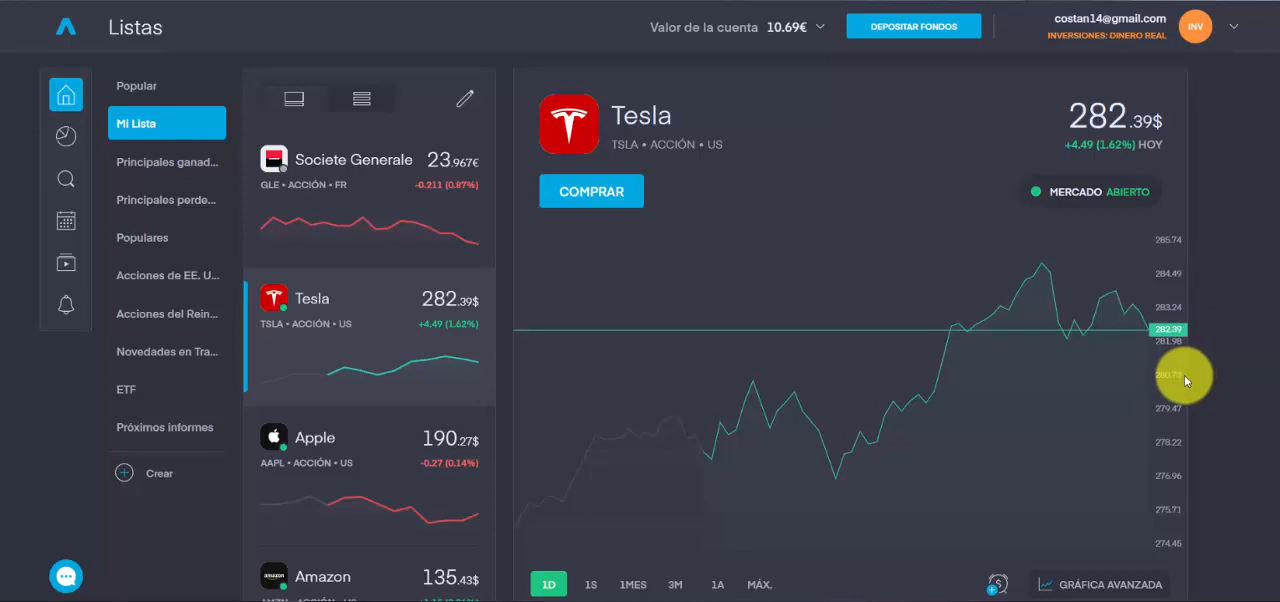 Listas
Valor de la cuenta 10.69€
DEPOSITAR FONDOS
costan14@gmail.com
INVERSIONES: DINERO REAL
INV
Popular
Mi Lista
Principales ganad...
Principales perde...
Populares
Acciones de EE. U...
Acciones del Rein...
Novedades en Tra...
ETF
Próximos informes
Crear
Societe Generale 23.967€
GLE • ACCIÓN • FR -0.211 (0.87%)
Tesla 282.39$
TSLA • ACCIÓN • US +4.49 (1.62%)
Apple 190.27$
AAPL • ACCIÓN • US -0.27 (0.14%)
amazon
Amazon 135.43$
Tesla
TSLA • ACCIÓN • US
282.39$
+4.49 (1.62%) HOY
COMPRAR
MERCADO ABIERTO
285.74
284.49
283.24
282.39
281.98
280.73
279.47
278.22
276.96
275.71
274.45
1D 1S 1MES 3M 1A MÁX.
GRÁFICA AVANZADA